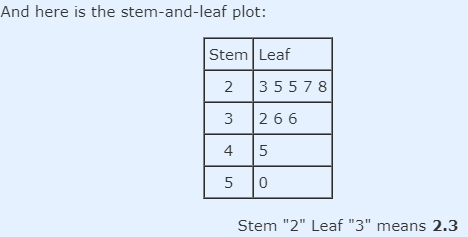 And here is the stem-and-leaf plot:
Stem Leaf
2 3 5 5 7 8
3 2 6 6
4 5
5 0
Stem "2" Leaf "3" means 2.3